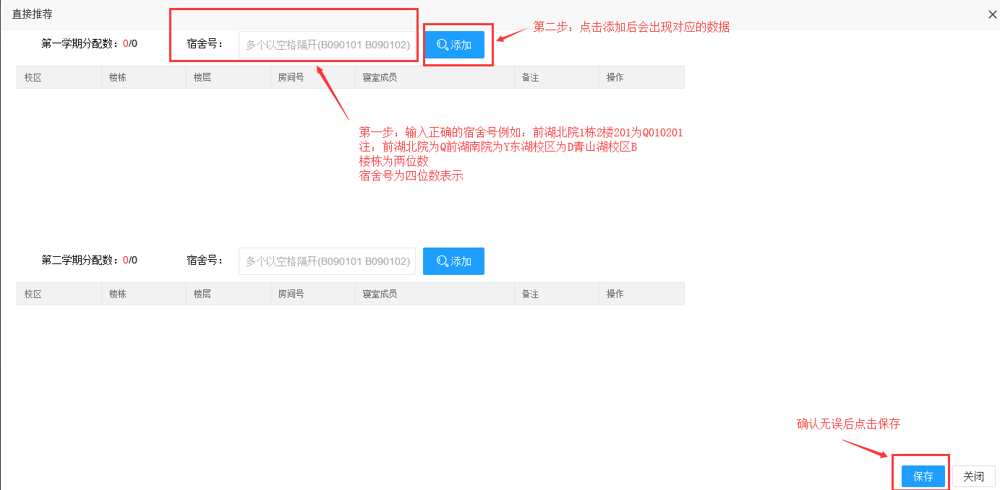 直接推荐
第二步：点击添加后会出现对应的数据
第一学期分配数：0/0 宿舍号： 多个以空格隔开(B090101 B090102) 添加
校区 楼栋 楼层 房间号 寝室成员 备注 操作
第一步：输入正确的宿舍号例如：前湖北院1栋2楼201为Q010201
注：前湖北院为Q前湖南院为Y东湖校区为D青山湖校区B
楼栋为两位数
宿舍号为四位数表示
第二学期分配数：0/0 宿舍号： 多个以空格隔开(B090101 B090102) 添加
校区 楼栋 楼层 房间号 寝室成员 备注 操作
确认无误后点击保存
保存 关闭